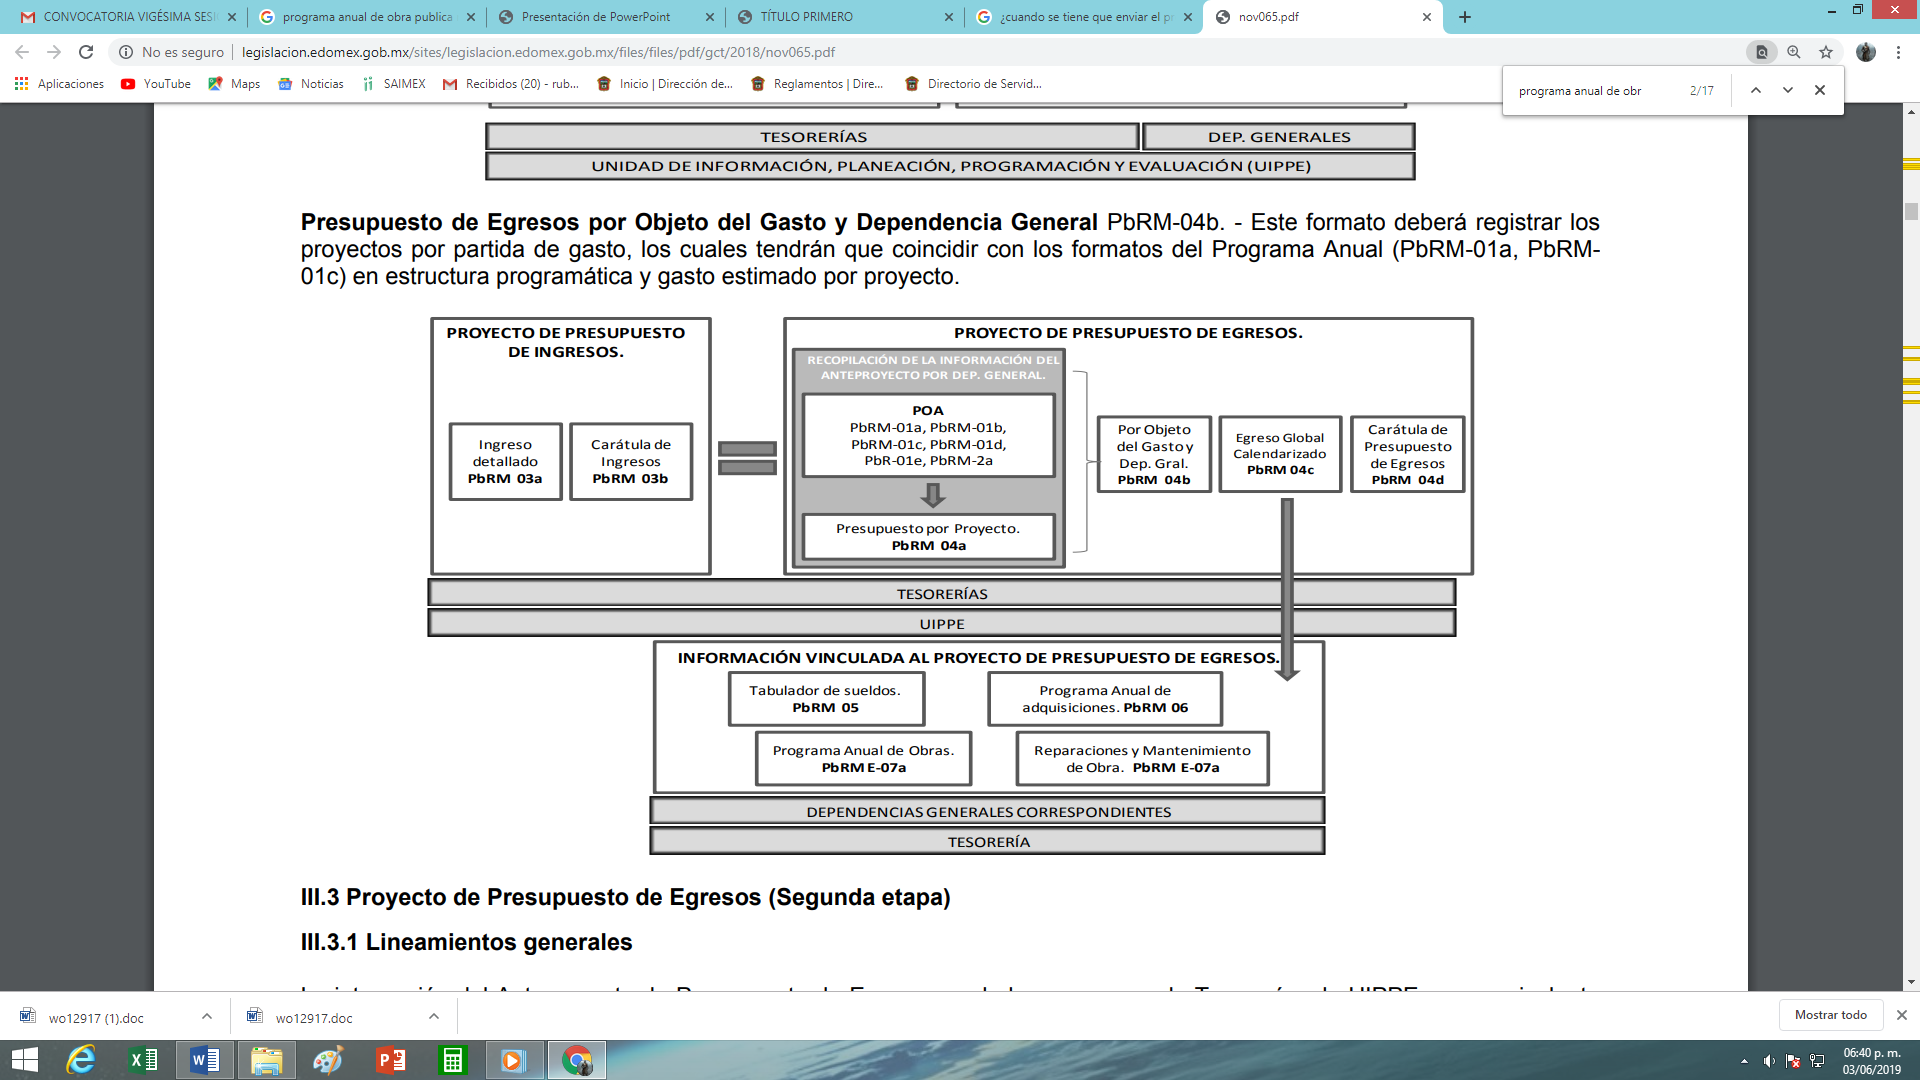 CONVOCATORIA VIGÉSIMA SESI
programa anual de obra publica
Presentación de PowerPoint
TÍTULO PRIMERO
¿cuando se tiene que enviar el p
nov065.pdf
No es seguro | legislacion.edomex.gob.mx/sites/legislacion.edomex.gob.mx/files/files/pdf/gct/2018/nov065.pdf
Aplicaciones YouTube Maps Noticias SAIMEX Recibidos (20) - rub... Inicio | Dirección de... Reglamentos | Dire... Directorio de Servid...
programa anual de obr 2/17
TESORERÍAS DEP. GENERALES
UNIDAD DE INFORMACIÓN, PLANEACIÓN, PROGRAMACIÓN Y EVALUACIÓN (UIPPE)
Presupuesto de Egresos por Objeto del Gasto y Dependencia General PbRM-04b. - Este formato deberá registrar los
proyectos por partida de gasto, los cuales tendrán que coincidir con los formatos del Programa Anual (PbRM-01a, PbRM-
01c) en estructura programática y gasto estimado por proyecto.
PROYECTO DE PRESUPUESTO
DE INGRESOS.
Ingreso
detallado
PbRM 03a
Carátula de
Ingresos
PbRM 03b
PROYECTO DE PRESUPUESTO DE EGRESOS.
RECOPILACIÓN DE LA INFORMACIÓN DEL
ANTEPROYECTO POR DEP. GENERAL.
POA
PbRM-01a, PbRM-01b,
PbRM-01c, PbRM-01d,
PbR-01e, PbRM-2a
Presupuesto por Proyecto.
PbRM 04a
Por Objeto
del Gasto y
Dep. Gral.
PbRM 04b
Egreso Global
Calendarizado
PbRM 04c
Carátula de
Presupuesto
de Egresos
PbRM 04d
TESORERÍAS
UIPPE
INFORMACIÓN VINCULADA AL PROYECTO DE PRESUPUESTO DE EGRESOS.
Tabulador de sueldos.
PbRM 05
Programa Anual de
adquisiciones. PbRM 06
Programa Anual de Obras.
PbRM E-07a
Reparaciones y Mantenimiento
de Obra. PbRM E-07a
DEPENDENCIAS GENERALES CORRESPONDIENTES
TESORERÍA
III.3 Proyecto de Presupuesto de Egresos (Segunda etapa)
III.3.1 Lineamientos generales
wo12917 (1).doc
wo12917.doc
Mostrar todo
06:40 p. m.
03/06/2019